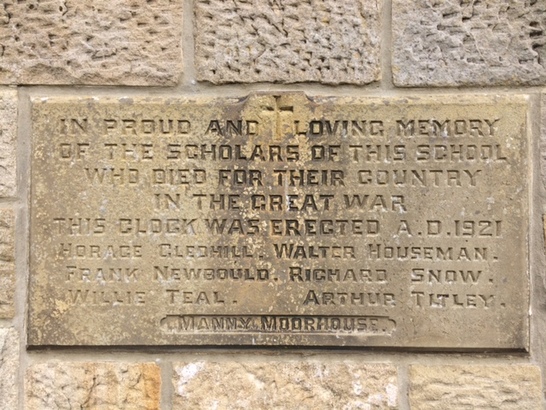 IN PROUD AND LOVING MEMORY
OF THE SCHOLARS OF THIS SCHOOL
WHO DIED FOR THEIR COUNTRY
IN THE GREAT WAR
THIS CLOCK WAS ERECTED A.D. 1921
HORACE GLEDHILL. WALTER HOUSEMAN.
FRANK NEWBOULD. RICHARD SNOW.
WILLIE TEAL. ARTHUR TITLEY.
MANNY MOORHOUSE.